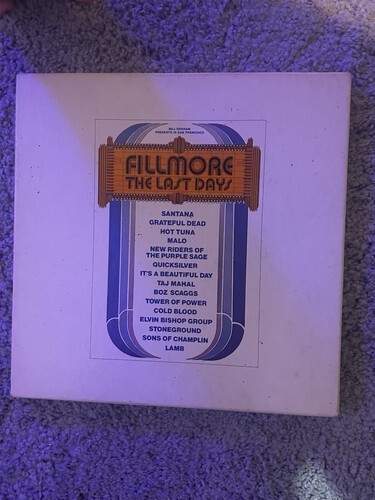 BILL GRAHAM
PRESENTS IN SAN FRANCISCO
FILLMORE
THE LAST DAYS
SANTANA
GRATEFUL DEAD
HOT TUNA
MALO
NEW RIDERS OF
THE PURPLE SAGE
QUICKSILVER
IT'S A BEAUTIFUL DAY
TAJ MAHAL
BOZ SCAGGS
TOWER OF POWER
COLD BLOOD
ELVIN BISHOP GROUP
STONEGROUND
SONS OF CHAMPLIN
LAMB